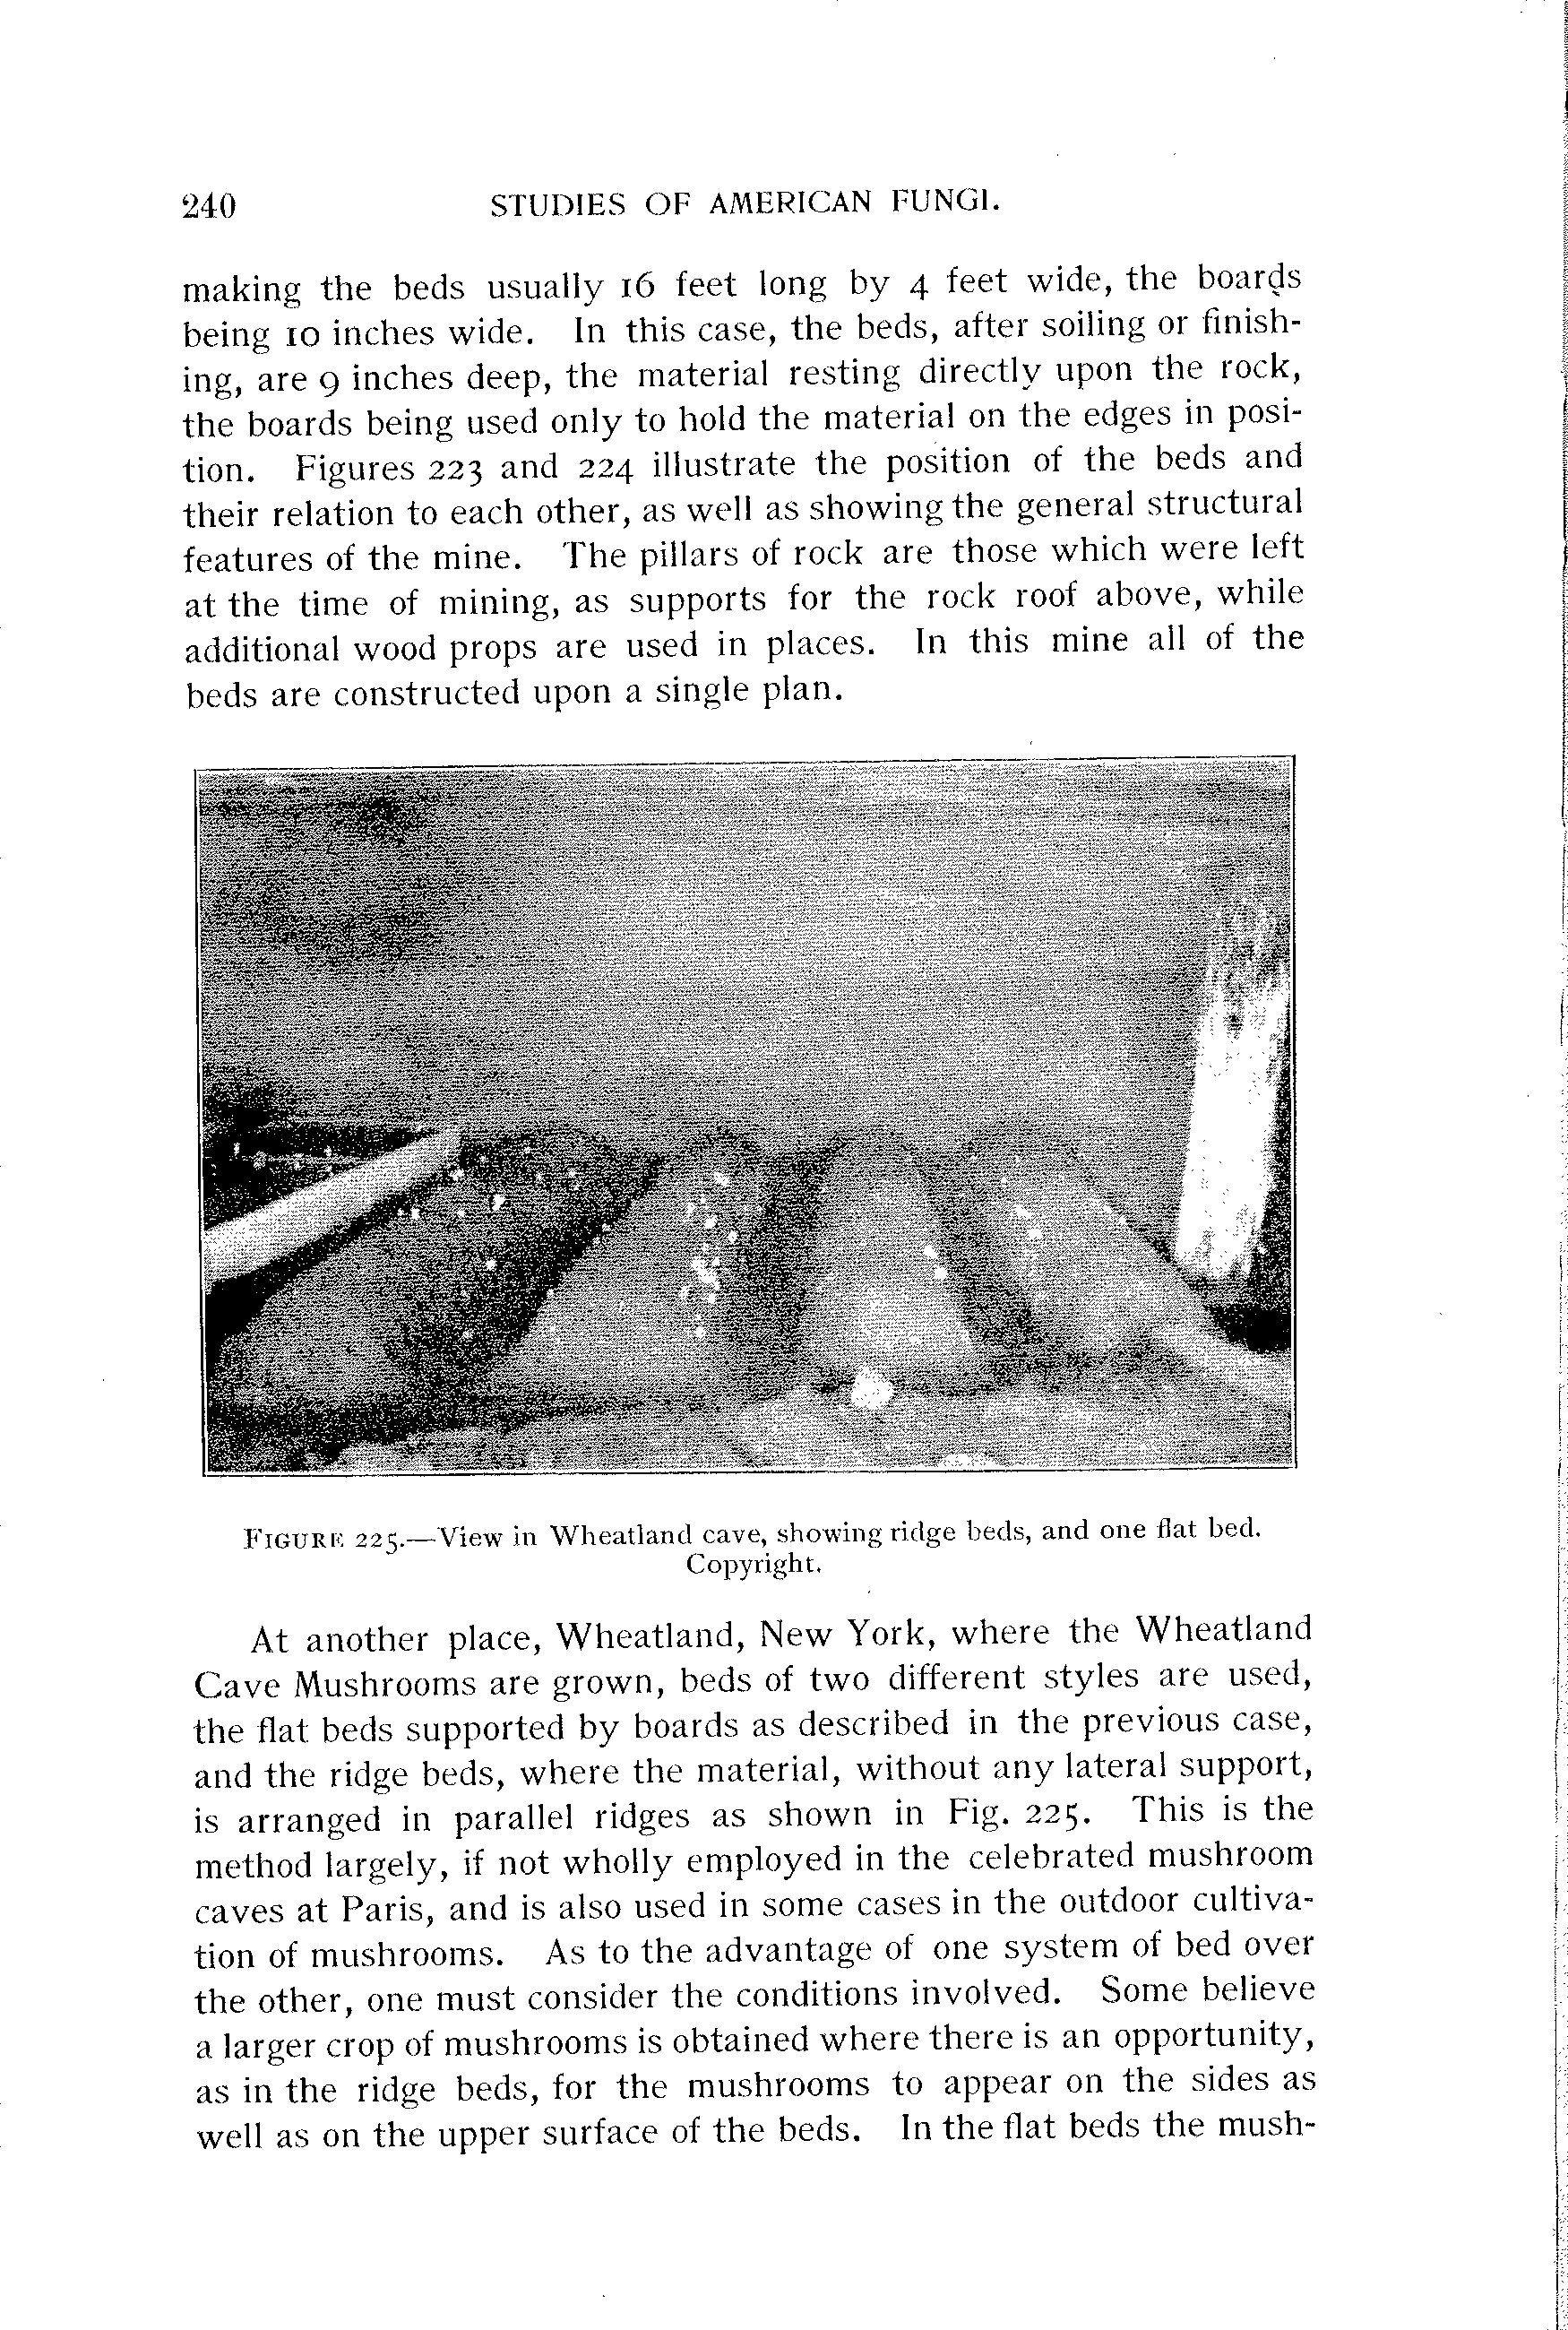 240 STUDIES OF AMERICAN FUNGI.
making the beds usually 16 feet long by 4 feet wide, the boards
being 10 inches wide. In this case, the beds, after soiling or finish-
ing, are 9 inches deep, the material resting directly upon the rock,
the boards being used only to hold the material on the edges in posi-
tion. Figures 223 and 224 illustrate the position of the beds and
their relation to each other, as well as showing the general structural
features of the mine. The pillars of rock are those which were left
at the time of mining, as supports for the rock roof above, while
additional wood props are used in places. In this mine all of the
beds are constructed upon a single plan.
FIGURE 225.—View in Wheatland cave, showing ridge beds, and one flat bed.
Copyright.
At another place, Wheatland, New York, where the Wheatland
Cave Mushrooms are grown, beds of two different styles are used,
the flat beds supported by boards as described in the previous case,
and the ridge beds, where the material, without any lateral support,
is arranged in parallel ridges as shown in Fig. 225. This is the
method largely, if not wholly employed in the celebrated mushroom
caves at Paris, and is also used in some cases in the outdoor cultiva-
tion of mushrooms. As to the advantage of one system of bed over
the other, one must consider the conditions involved. Some believe
a larger crop of mushrooms is obtained where there is an opportunity,
as in the ridge beds, for the mushrooms to appear on the sides as
well as on the upper surface of the beds. In the flat beds the mush-